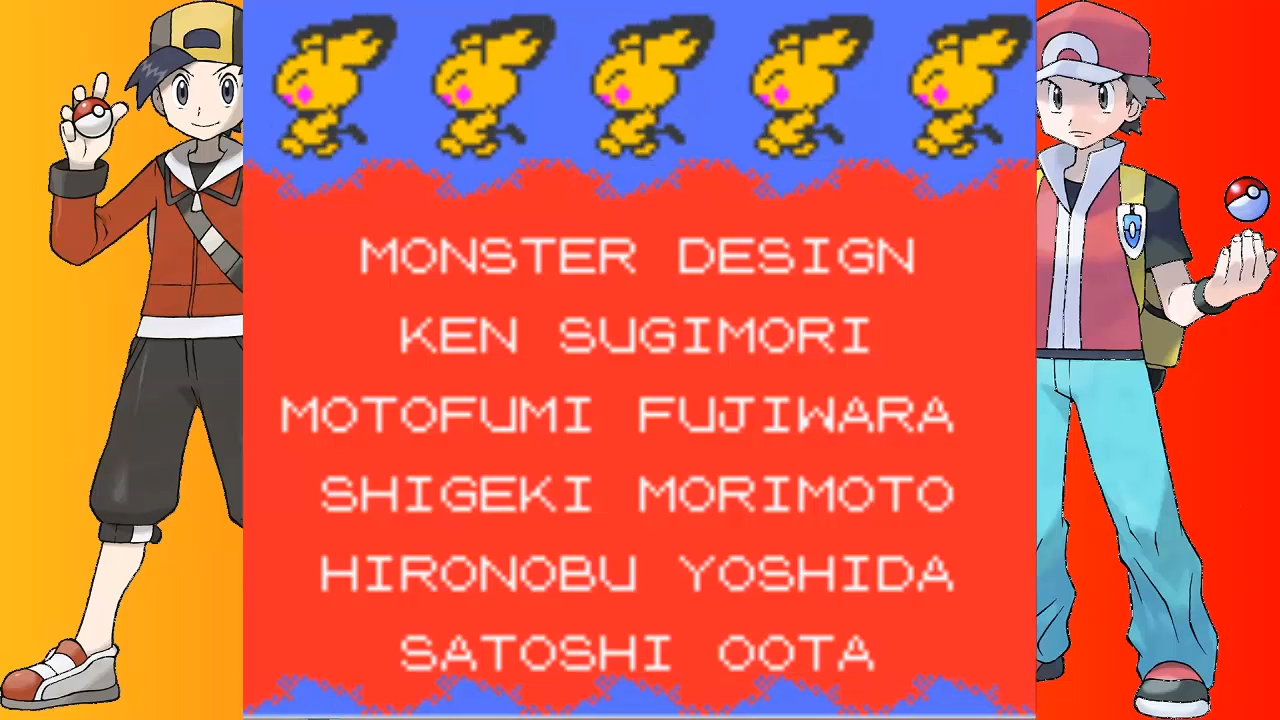 MONSTER DESIGN
KEN SUGIMORI
MOTOFUMI FUJIWARA
SHIGEKI MORIMOTO
HIRONOBU YOSHIDA
SATOSHI OOTA